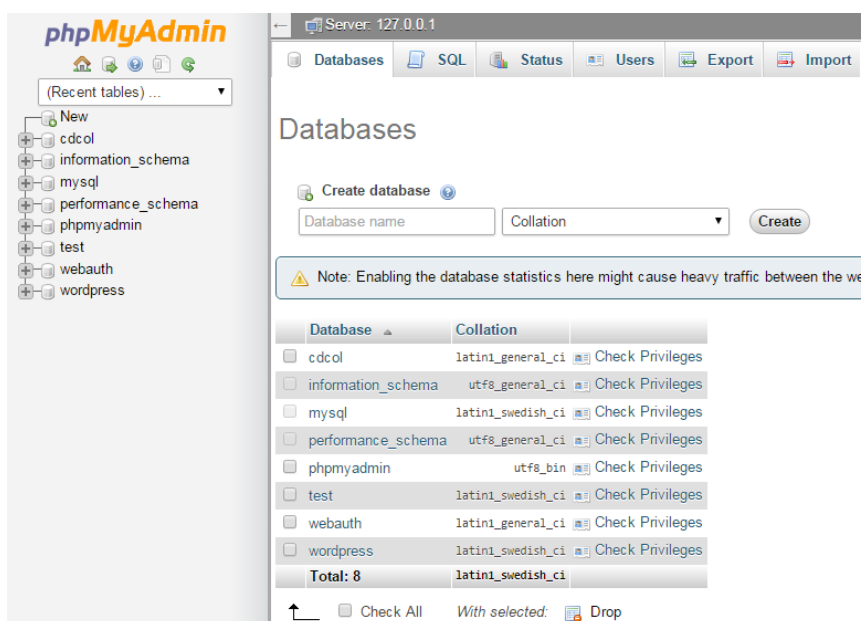 phpMyAdmin
(Recent tables) ...
New
cdcol
information_schema
mysql
performance_schema
phpmyadmin
test
webauth
wordpress
Server: 127.0.0.1
Databases SQL Status Users Export Import
Databases
Create database
Database name Collation Create
Note: Enabling the database statistics here might cause heavy traffic between the we
Database Collation
cdcol latin1_general_ci Check Privileges
information_schema utf8_general_ci Check Privileges
mysql latin1_swedish_ci Check Privileges
performance_schema utf8_general_ci Check Privileges
phpmyadmin utf8_bin Check Privileges
test latin1_swedish_ci Check Privileges
webauth latin1_general_ci Check Privileges
wordpress latin1_swedish_ci Check Privileges
Total: 8 latin1_swedish_ci
Check All With selected: Drop